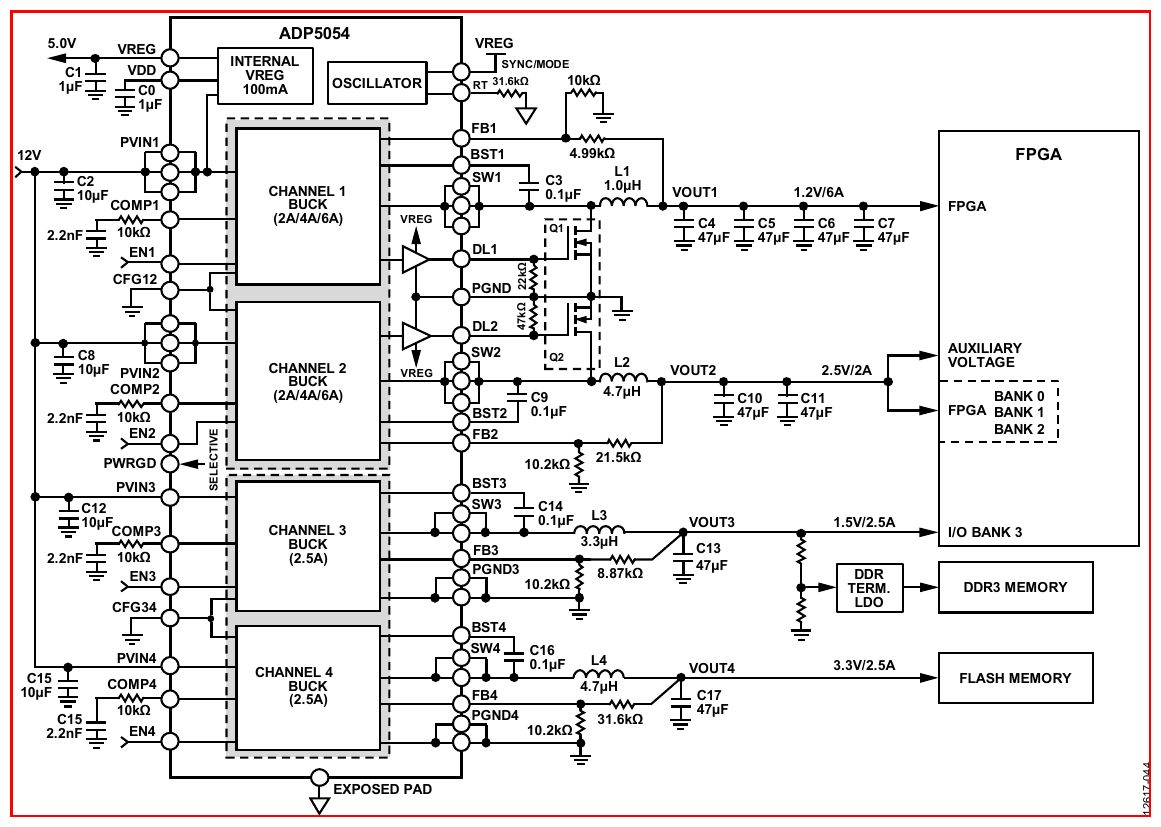 ADP5054
5.0V
VREG
VDD
C1
1µF
C0
1µF
INTERNAL
VREG
100mA
OSCILLATOR
VREG
SYNC/MODE
RT
31.6kΩ
10kΩ
FB1
4.99kΩ
BST1
C3
0.1µF
SW1
L1
1.0µH
VOUT1
1.2V/6A
C4
47µF
C5
47µF
C6
47µF
C7
47µF
FPGA
FPGA
12V
PVIN1
C2
10µF
COMP1
10kΩ
2.2nF
EN1
CFG12
CHANNEL 1
BUCK
(2A/4A/6A)
VREG
DL1
Q1
22kΩ
PGND
47kΩ
DL2
Q2
VREG
C8
10µF
PVIN2
COMP2
10kΩ
2.2nF
EN2
PWRGD
SELECTIVE
CHANNEL 2
BUCK
(2A/4A/6A)
SW2
L2
4.7µH
VOUT2
2.5V/2A
C9
0.1µF
BST2
FB2
C10
47µF
C11
47µF
10.2kΩ
21.5kΩ
AUXILIARY
VOLTAGE
FPGA
BANK 0
BANK 1
BANK 2
PVIN3
C12
10µF
COMP3
10kΩ
2.2nF
EN3
CFG34
CHANNEL 3
BUCK
(2.5A)
BST3
SW3
C14
0.1µF
L3
3.3µH
VOUT3
1.5V/2.5A
I/O BANK 3
FB3
8.87kΩ
C13
47µF
PGND3
10.2kΩ
DDR
TERM.
LDO
DDR3 MEMORY
PVIN4
C15
10µF
COMP4
10kΩ
C15
2.2nF
EN4
CHANNEL 4
BUCK
(2.5A)
BST4
SW4
C16
0.1µF
L4
4.7µH
VOUT4
3.3V/2.5A
FLASH MEMORY
FB4
31.6kΩ
C17
47µF
PGND4
10.2kΩ
EXPOSED PAD
12617-044